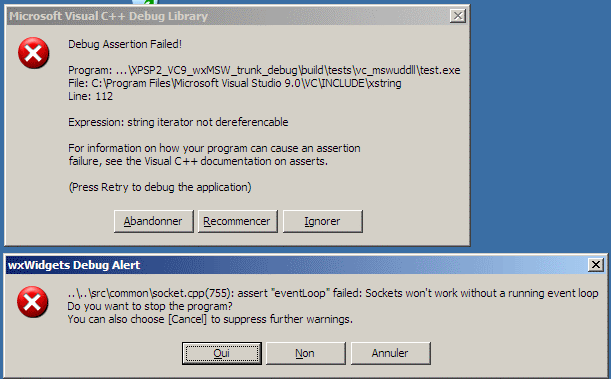 Microsoft Visual C++ Debug Library
Debug Assertion Failed!
Program: ...\XPSP2_VC9_wxMSW_trunk_debug\build\tests\vc_mswuddll\test.exe
File: C:\Program Files\Microsoft Visual Studio 9.0\VC\INCLUDE\xstring
Line: 112
Expression: string iterator not dereferencable
For information on how your program can cause an assertion
failure, see the Visual C++ documentation on asserts.
(Press Retry to debug the application)
Abandonner Recommencer Ignorer
wxWidgets Debug Alert
..\..\src\common\socket.cpp(755): assert "eventLoop" failed: Sockets won't work without a running event loop
Do you want to stop the program?
You can also choose [Cancel] to suppress further warnings.
Oui Non Annuler